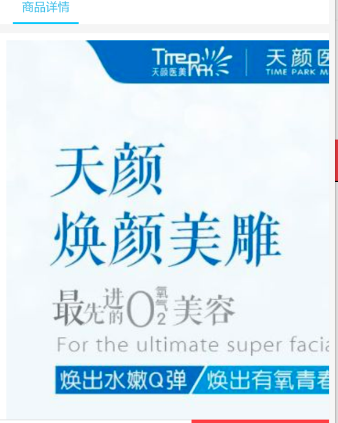 商品详情
Timep ARK 天颜医
天颜医美 TIME PARK M
天颜
焕颜美雕
最先进的O2氧气美容
For the ultimate super facia
焕出水嫩Q弹/焕出有氧青春